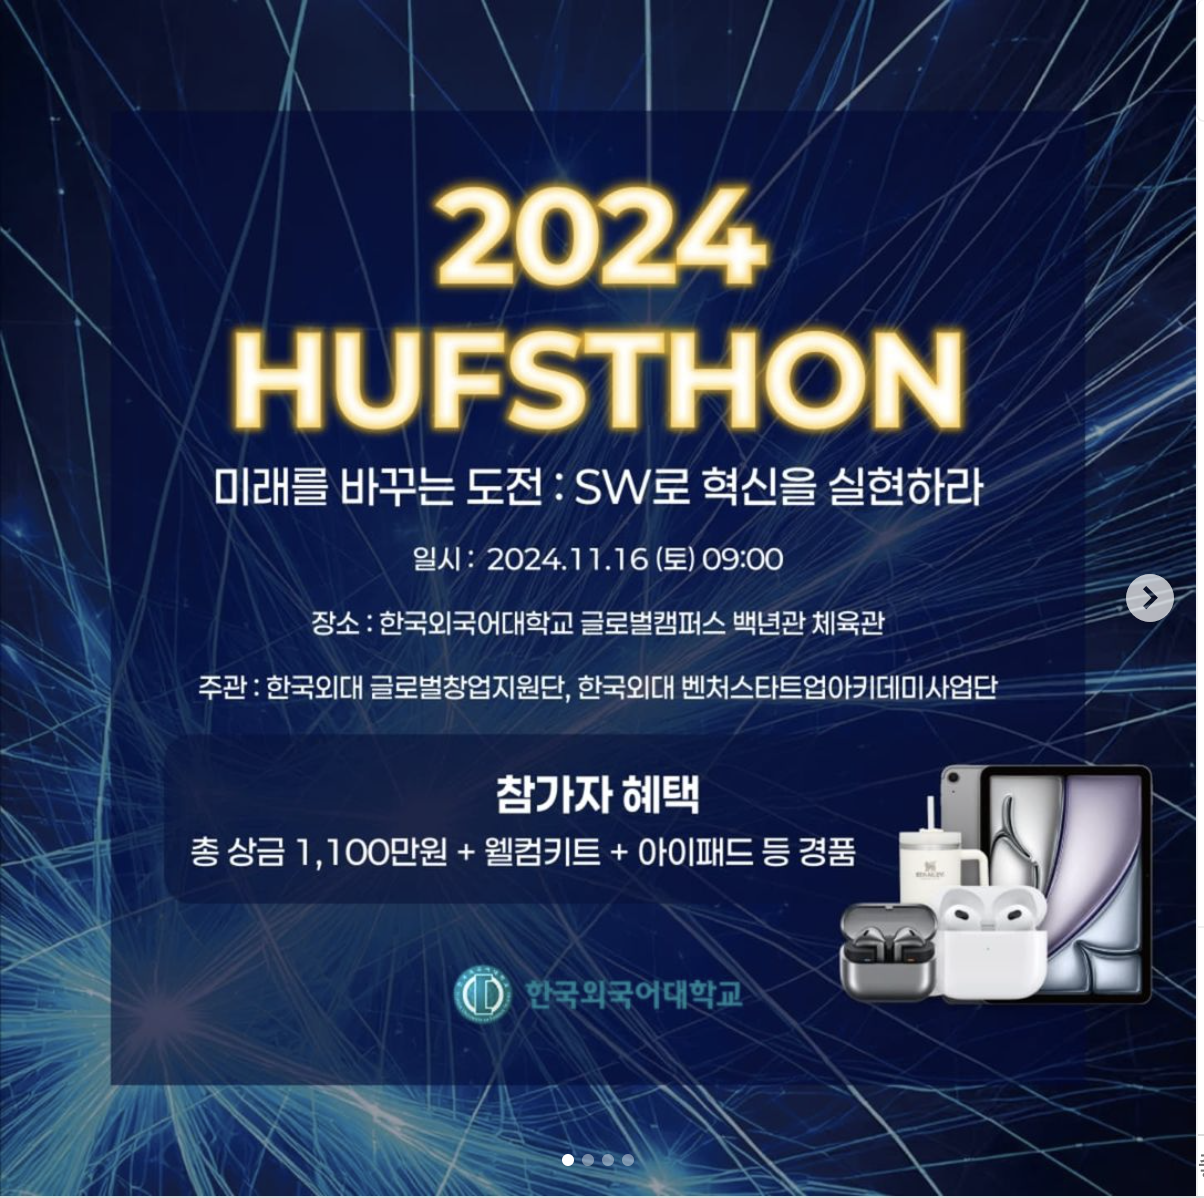 2024
HUFSTHON
미래를 바꾸는 도전 : SW로 혁신을 실현하라
일시 : 2024.11.16 (토) 09:00
장소 : 한국외국어대학교 글로벌캠퍼스 백년관 체육관
주관 : 한국외대 글로벌창업지원단, 한국외대 벤처스타트업아카데미사업단
참가자 혜택
총 상금 1,100만원 + 웰컴키트 + 아이패드 등 경품
한국외국어대학교